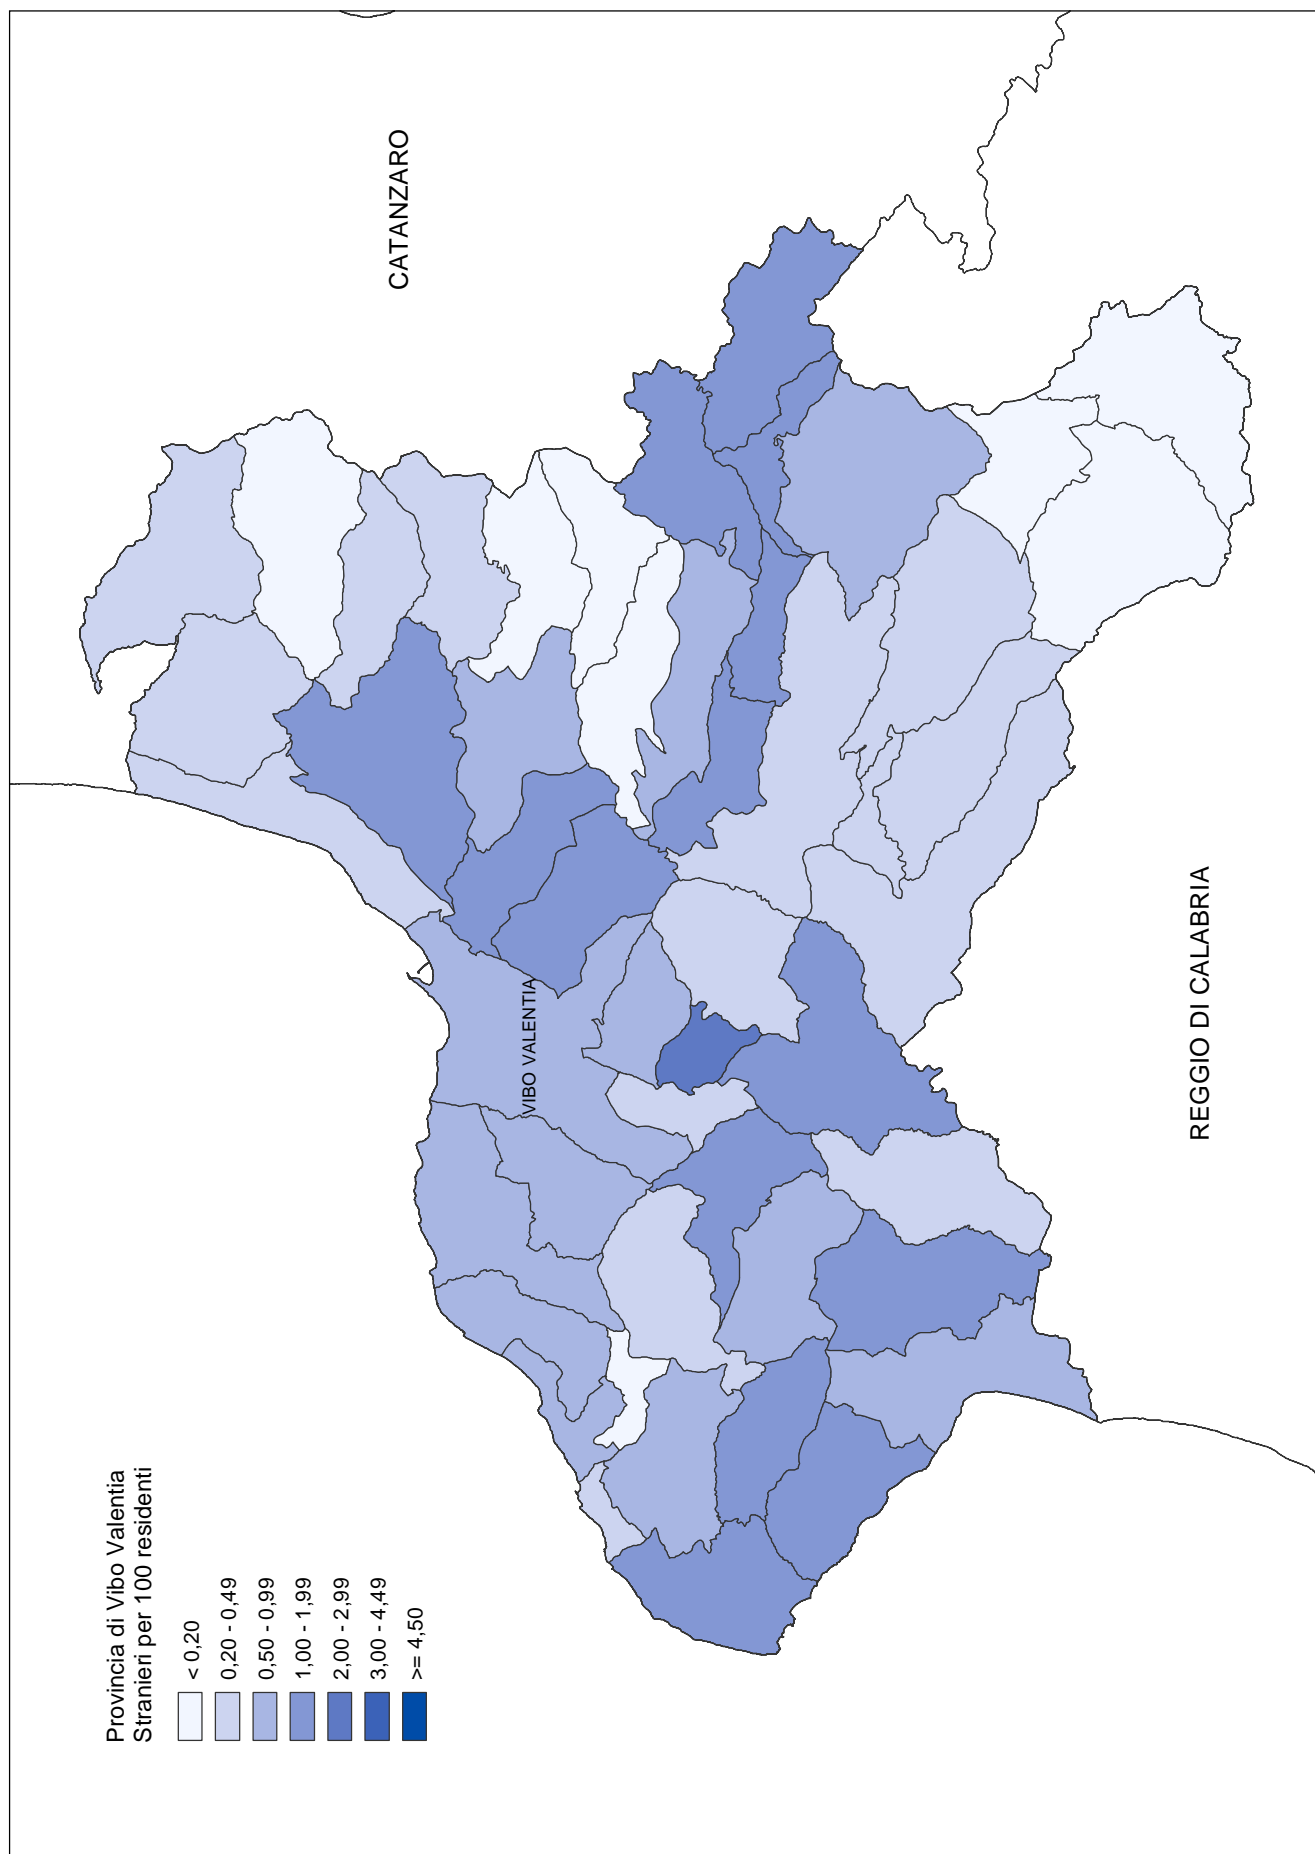 Provincia di Vibo Valentia
Stranieri per 100 residenti
< 0,20
0,20 - 0,49
0,50 - 0,99
1,00 - 1,99
2,00 - 2,99
3,00 - 4,49
>= 4,50
CATANZARO
VIBO VALENTIA
REGGIO DI CALABRIA